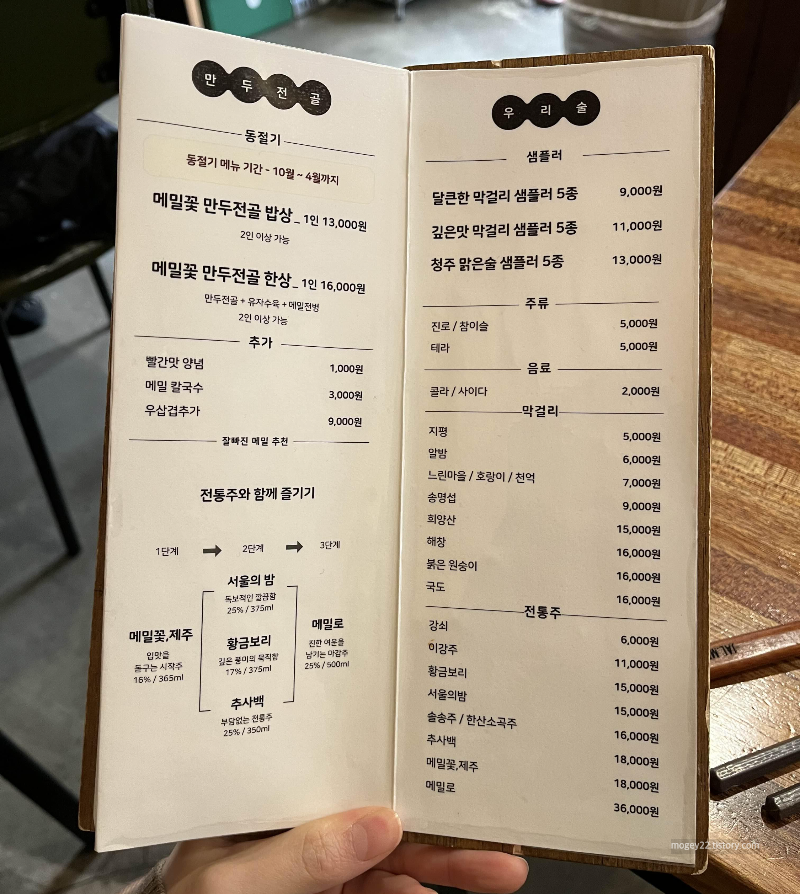 만두전골
동절기
동절기 메뉴 기간 - 10월 ~ 4월까지
메밀꽃 만두전골 밥상_ 1인 13,000원
2인 이상 가능
메밀꽃 만두전골 한상_ 1인 16,000원
만두전골 + 유자수육 + 메밀전병
2인 이상 가능
추가
빨간맛 양념 1,000원
메밀 칼국수 3,000원
우삼겹추가 9,000원
잘빠진 메밀 추천
전통주와 함께 즐기기
1단계 → 2단계 → 3단계
서울의 밤
독보적인 깔끔함
25% / 375ml
메밀꽃,제주
입맛을
돋구는 시작주
16% / 365ml
황금보리
깊은 풍미의 묵직함
17% / 375ml
메밀로
진한 여운을
남기는 마감주
25% / 500ml
추사백
부담없는 전통주
25% / 350ml
우리술
샘플러
달큰한 막걸리 샘플러 5종 9,000원
깊은맛 막걸리 샘플러 5종 11,000원
청주 맑은술 샘플러 5종 13,000원
주류
진로 / 참이슬 5,000원
테라 5,000원
음료
콜라 / 사이다 2,000원
막걸리
지평 5,000원
알밤 6,000원
느린마을 / 호랑이 / 천억 7,000원
송명섭 9,000원
희양산 15,000원
해창 16,000원
붉은 원숭이 16,000원
국도 16,000원
전통주
강쇠 6,000원
이강주 11,000원
황금보리 15,000원
서울의밤 15,000원
솔송주 / 한산소곡주 16,000원
추사백 18,000원
메밀꽃,제주 18,000원
메밀로 36,000원
mogey22.tistory.com